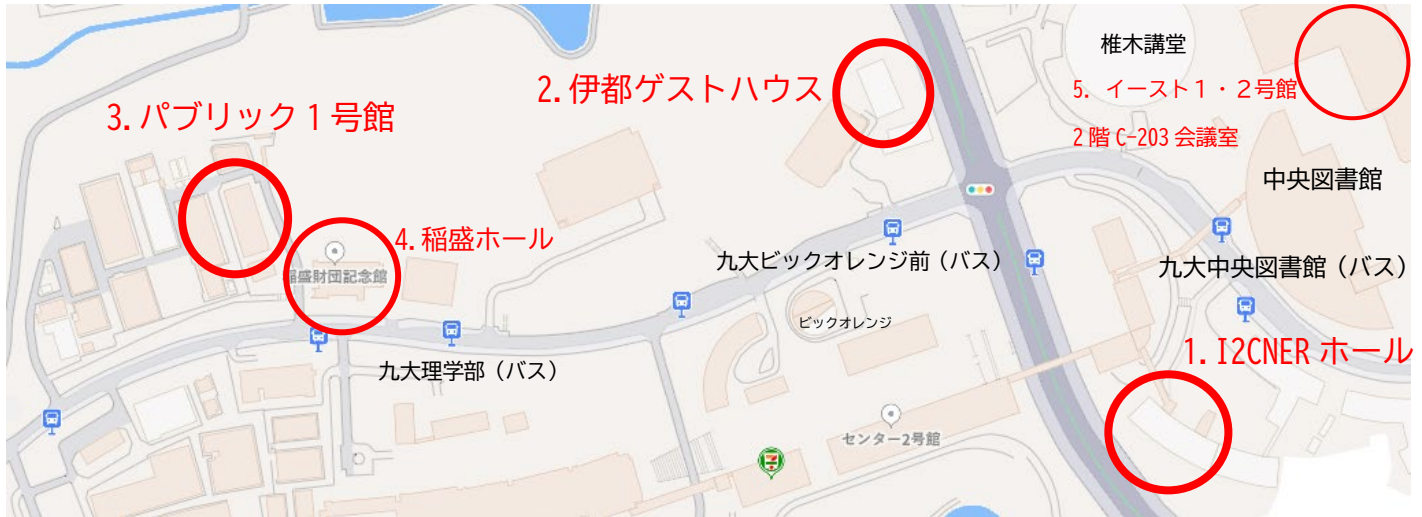 椎木講堂
5. イースト1・2号館
2階 C-203 会議室
2.伊都ゲストハウス
3.パブリック1号館
中央図書館
4.稲盛ホール
稲盛財団記念館
九大ビックオレンジ前（バス）
九大中央図書館（バス）
ビックオレンジ
1.I2CNER ホール
九大理学部（バス）
センター2号館